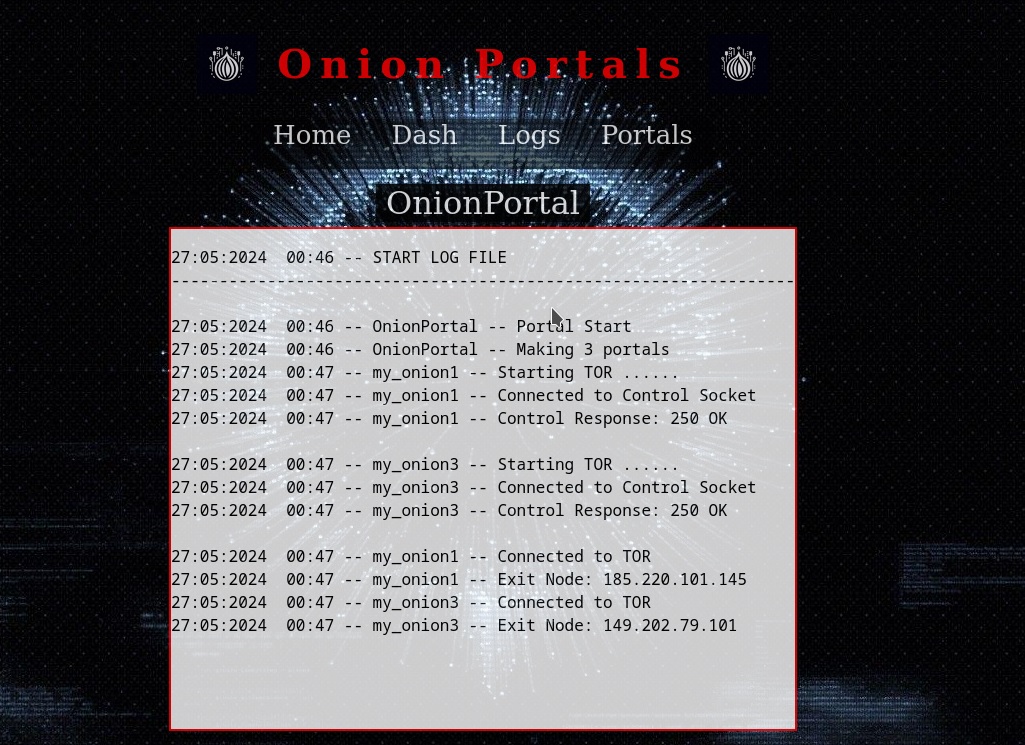 Onion Portals
Home Dash Logs Portals
OnionPortal
27:05:2024  00:46 -- START LOG FILE
-----------------------------------------------------------------
27:05:2024  00:46 -- OnionPortal -- Portal Start
27:05:2024  00:46 -- OnionPortal -- Making 3 portals
27:05:2024  00:47 -- my_onion1 -- Starting TOR ......
27:05:2024  00:47 -- my_onion1 -- Connected to Control Socket
27:05:2024  00:47 -- my_onion1 -- Control Response: 250 OK
27:05:2024  00:47 -- my_onion3 -- Starting TOR ......
27:05:2024  00:47 -- my_onion3 -- Connected to Control Socket
27:05:2024  00:47 -- my_onion3 -- Control Response: 250 OK
27:05:2024  00:47 -- my_onion1 -- Connected to TOR
27:05:2024  00:47 -- my_onion1 -- Exit Node: 185.220.101.145
27:05:2024  00:47 -- my_onion3 -- Connected to TOR
27:05:2024  00:47 -- my_onion3 -- Exit Node: 149.202.79.101